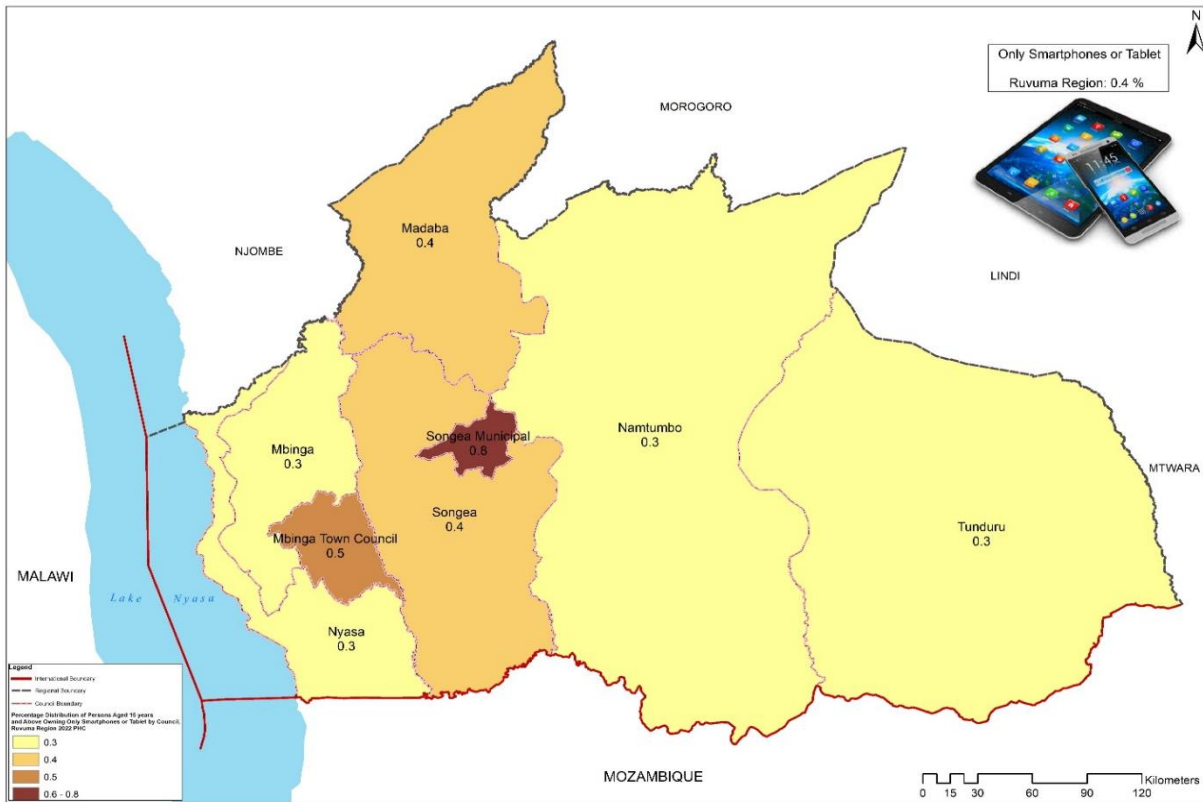 N
Only Smartphones or Tablet
Ruvuma Region: 0.4 %
MOROGORO
11:45
Madaba
0.4
NJOMBE
LINDI
Mbinga
0.3
Songea Municipal
0.8
Namtumbo
0.3
MTWARA
Songea
0.4
Mbinga Town Council
0.5
Tunduru
0.3
MALAWI
Lake Nyasa
Nyasa
0.3
Legend
International Boundary
Regional Boundary
Council Boundary
Percentage Distribution of Persons Aged 15 years
and Above Owning Only Smartphones or Tablet by Council,
Ruvuma Region 2022 PHC
0.3
0.4
0.5
0.6 - 0.8
MOZAMBIQUE
Kilometers
0 15 30 60 90 120